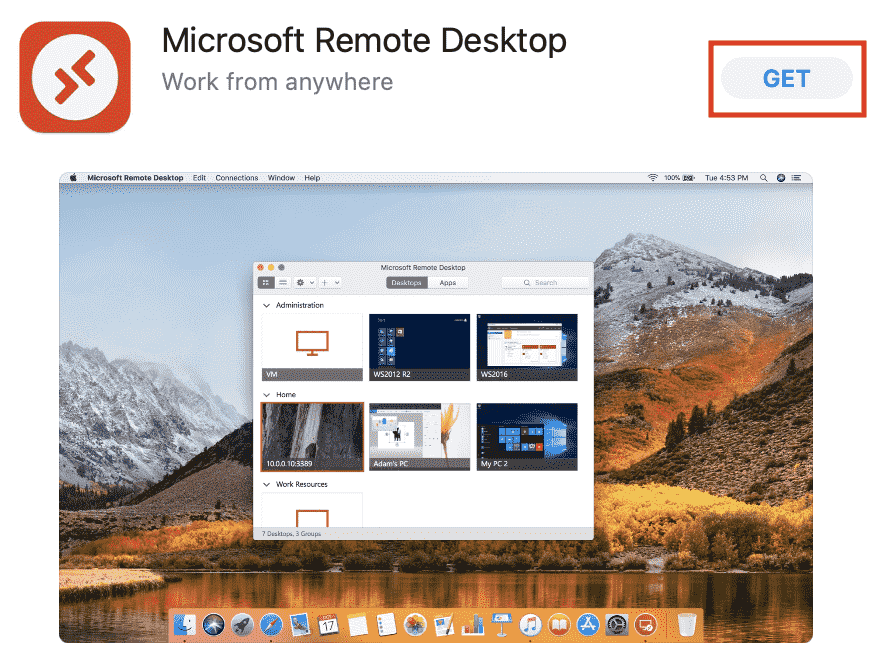 Microsoft Remote Desktop
Work from anywhere
GET
Microsoft Remote Desktop Edit Connections Window Help 100% Tue 4:53 PM
Microsoft Remote Desktop
Desktops Apps Search
Administration
VM WS2012 R2 WS2016
Home
10.0.0.10:3389 Adam's PC My PC 2
Work Resources
7 Desktops, 3 Groups
17